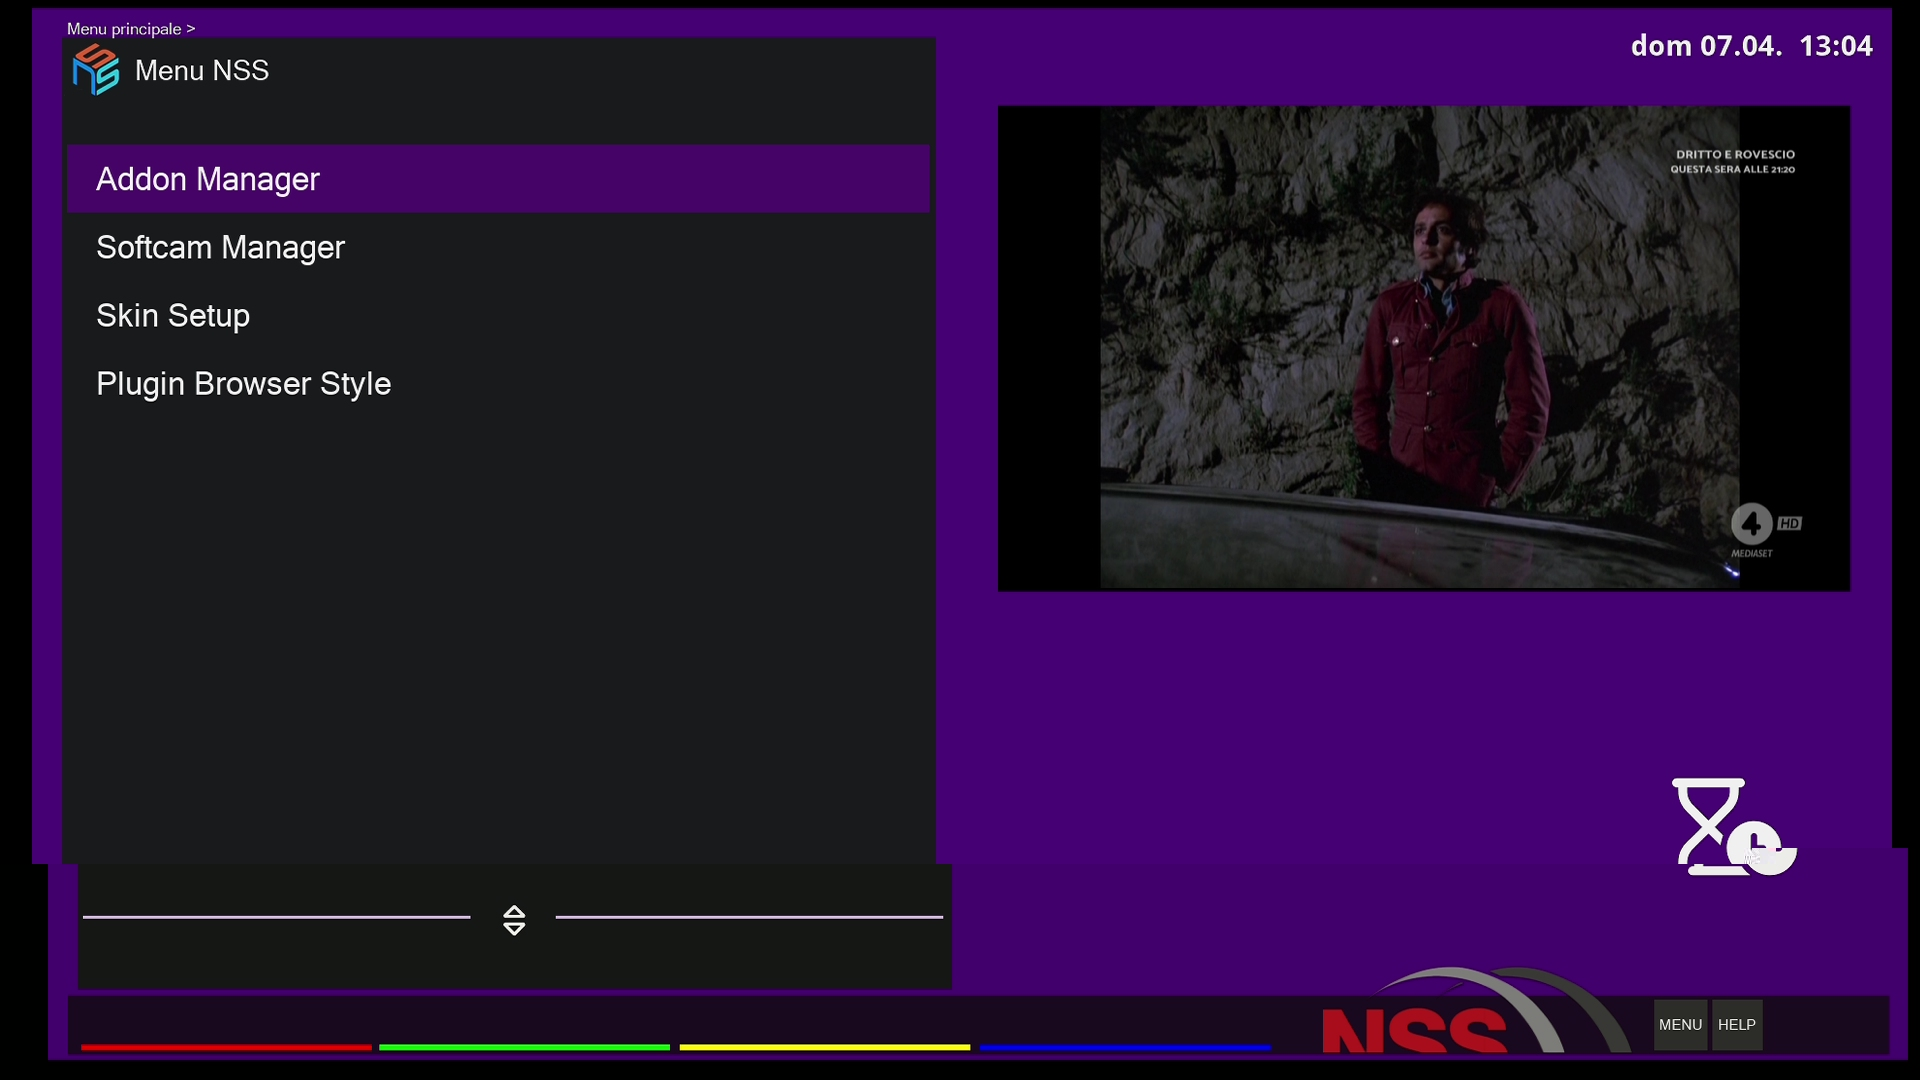 Menu principale >
Menu NSS
dom 07.04. 13:04
Addon Manager
Softcam Manager
Skin Setup
Plugin Browser Style
DRITTO E ROVESCIO
QUESTA SERA ALLE 21:20
4 HD
MEDIASET
NSS
MENU HELP